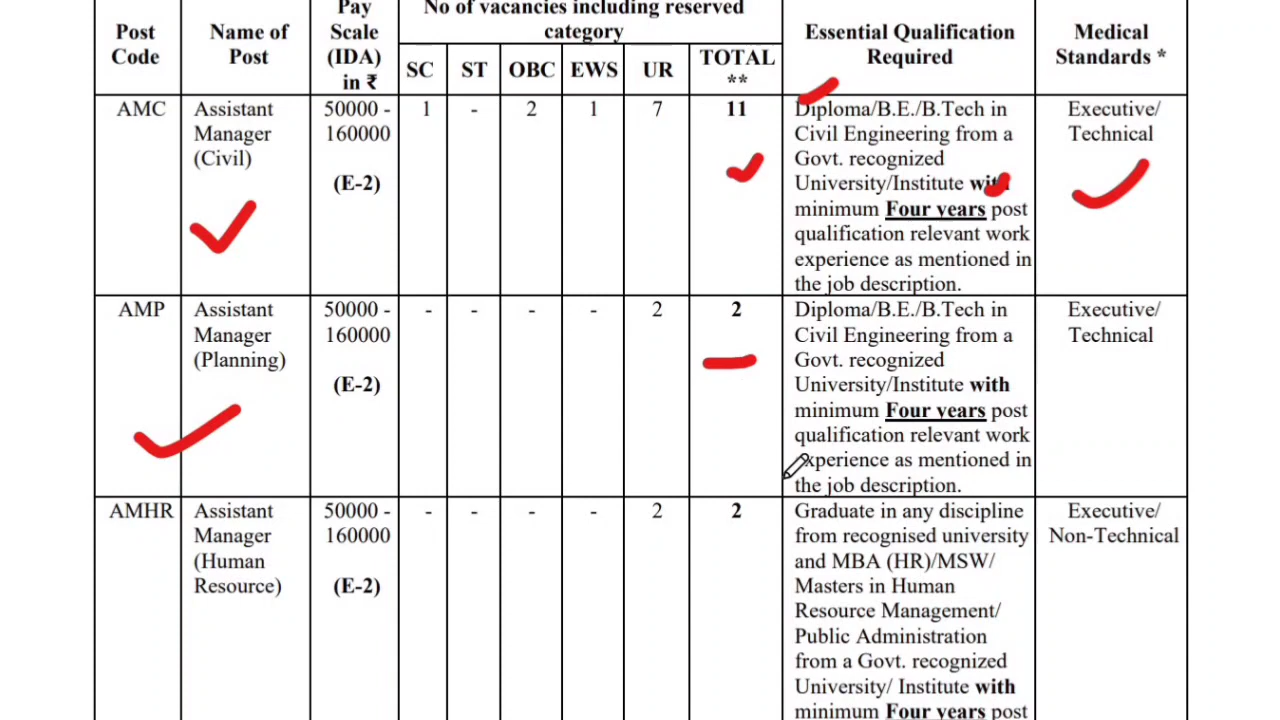 Post Code
Name of Post
Pay Scale (IDA) in ₹
No of vacancies including reserved category
SC ST OBC EWS UR TOTAL **
Essential Qualification Required
Medical Standards *
AMC
Assistant
Manager
(Civil)
50000 -
160000
(E-2)
1 - 2 1 7 11
Diploma/B.E./B.Tech in
Civil Engineering from a
Govt. recognized
University/Institute with
minimum Four years post
qualification relevant work
experience as mentioned in
the job description.
Executive/
Technical
AMP
Assistant
Manager
(Planning)
50000 -
160000
(E-2)
- - - - 2 2
Diploma/B.E./B.Tech in
Civil Engineering from a
Govt. recognized
University/Institute with
minimum Four years post
qualification relevant work
experience as mentioned in
the job description.
Executive/
Technical
AMHR
Assistant
Manager
(Human
Resource)
50000 -
160000
(E-2)
- - - - 2 2
Graduate in any discipline
from recognised university
and MBA (HR)/MSW/
Masters in Human
Resource Management/
Public Administration
from a Govt. recognized
University/ Institute with
minimum Four years post
Executive/
Non-Technical